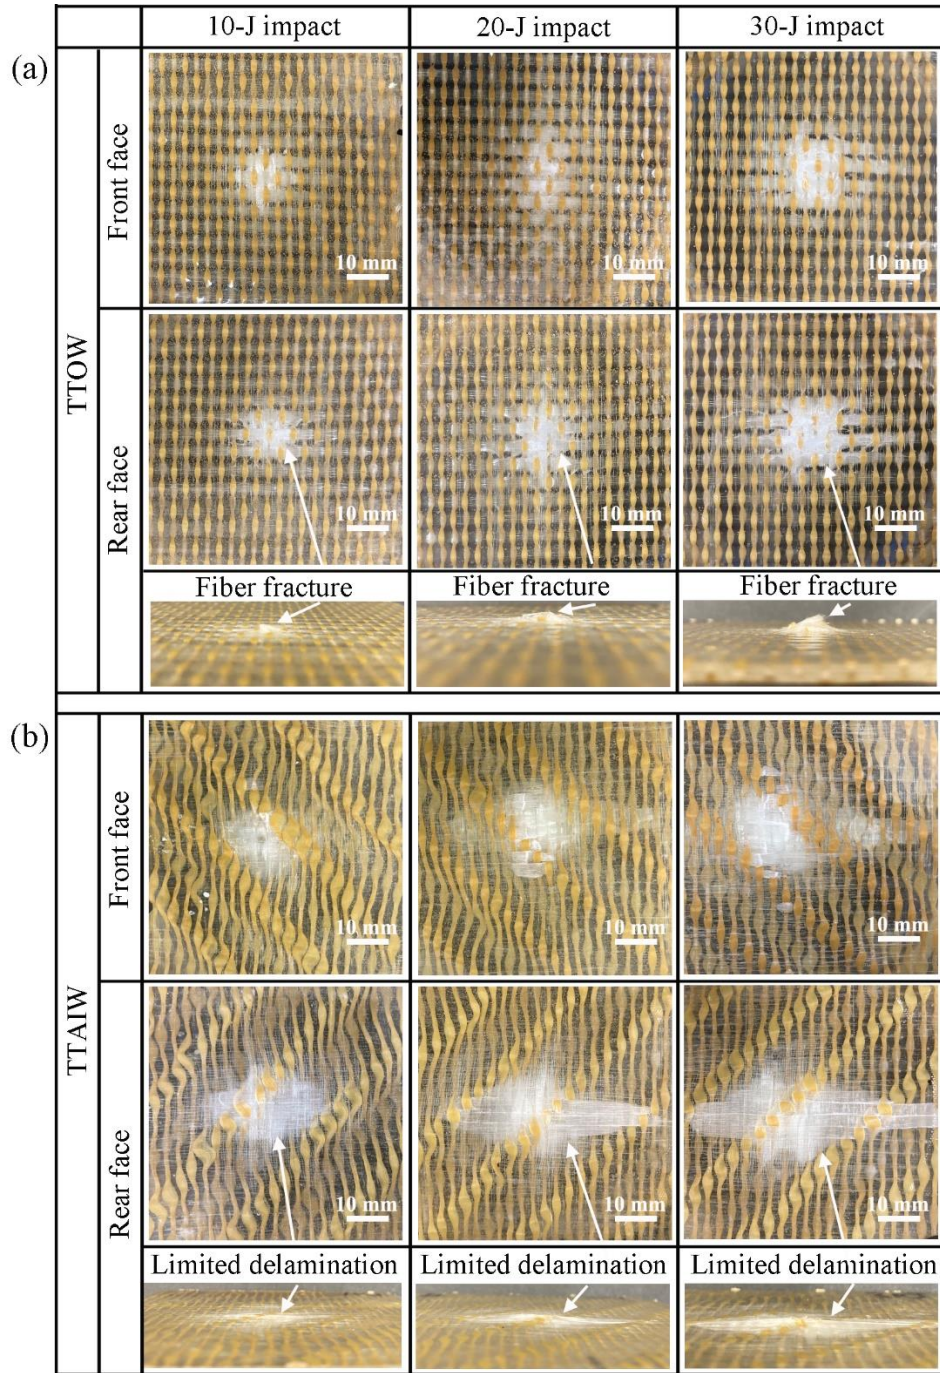 10-J impact
20-J impact
30-J impact
(a)
TTOW
Front face
10 mm
10 mm
10 mm
Rear face
10 mm
10 mm
10 mm
Fiber fracture
Fiber fracture
Fiber fracture
(b)
TTAIW
Front face
10 mm
10 mm
10 mm
Rear face
10 mm
10 mm
10 mm
Limited delamination
Limited delamination
Limited delamination